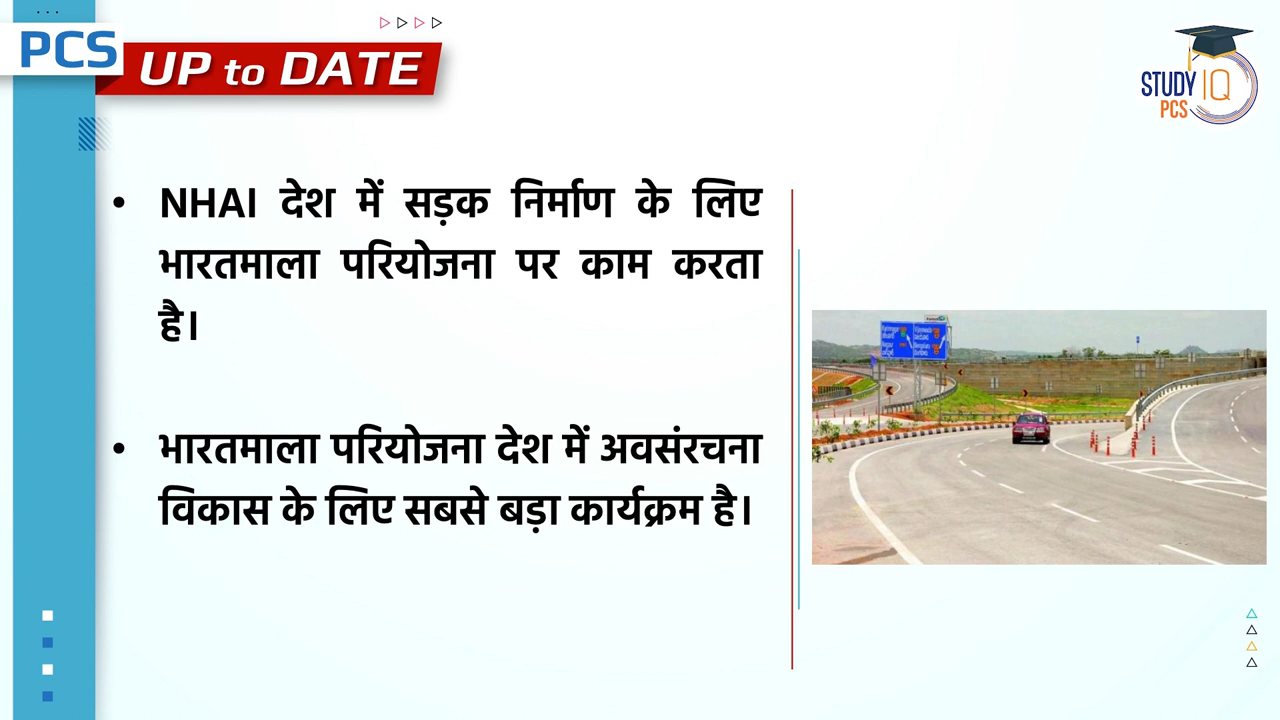 PCS
UP to DATE
STUDY IQ
PCS
• NHAI देश में सड़क निर्माण के लिए
भारतमाला परियोजना पर काम करता
है।
• भारतमाला परियोजना देश में अवसंरचना
विकास के लिए सबसे बड़ा कार्यक्रम है।